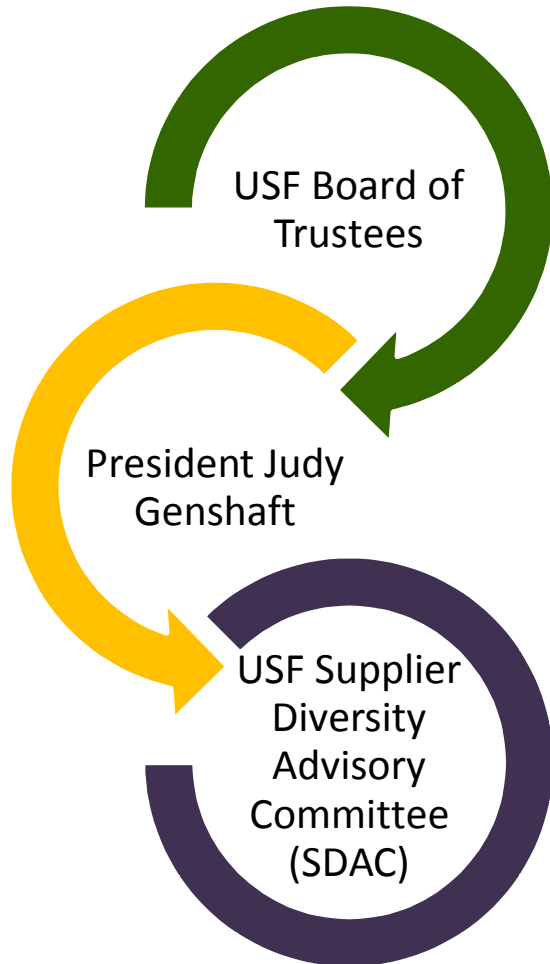 USF Board of
Trustees
President Judy
Genshaft
USF Supplier
Diversity
Advisory
Committee
(SDAC)